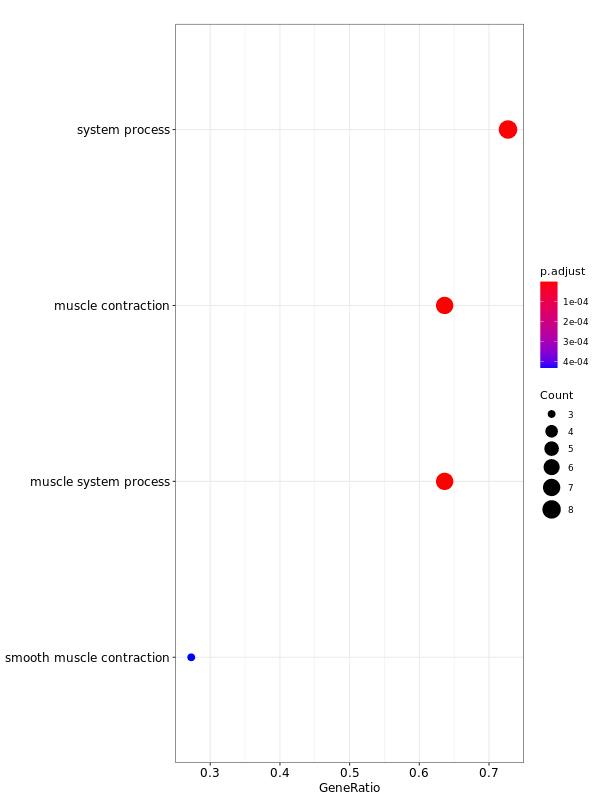 system process
muscle contraction
muscle system process
smooth muscle contraction
0.3 0.4 0.5 0.6 0.7
GeneRatio
p.adjust
1e-04
2e-04
3e-04
4e-04
Count
3
4
5
6
7
8